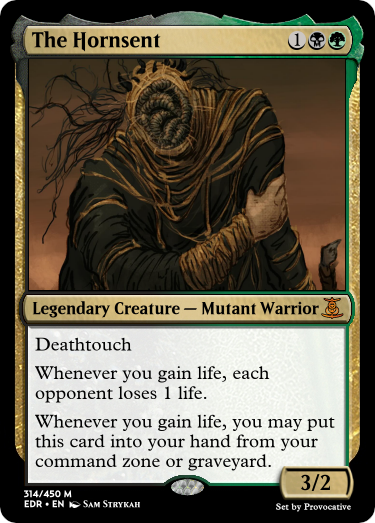 The Hornsent 1
Legendary Creature — Mutant Warrior
Deathtouch
Whenever you gain life, each
opponent loses 1 life.
Whenever you gain life, you may put
this card into your hand from your
command zone or graveyard.
3/2
314/450 M
EDR • EN Sam Strykah
Set by Provocative